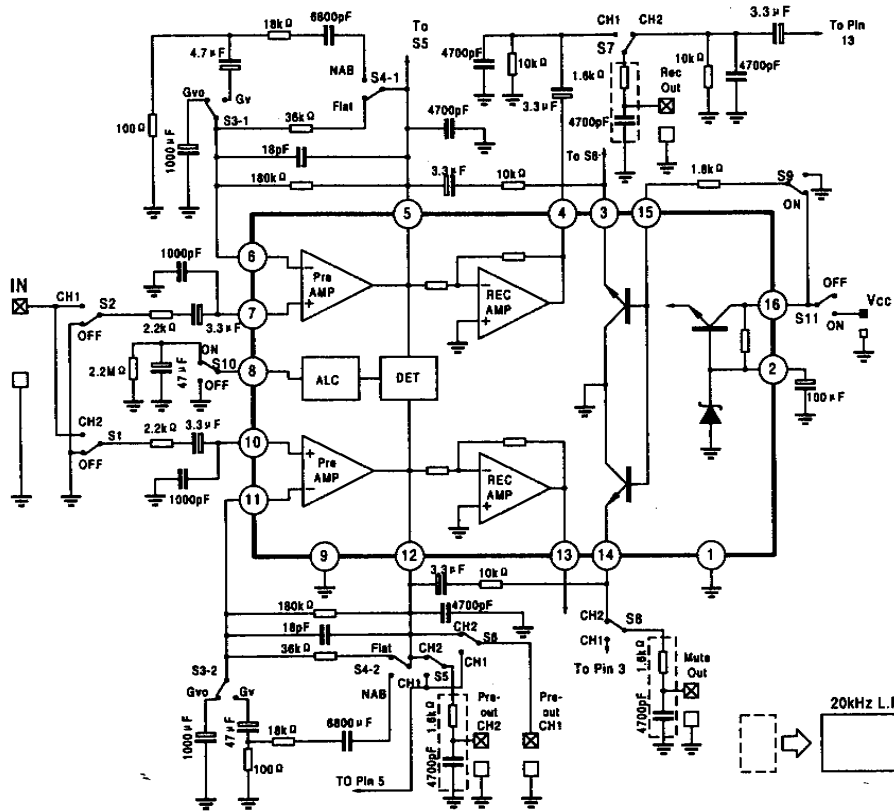 To S5
18kΩ
6800pF
4.7µF
NAB
S4-1
Flat
Gvo
Gv
S3-1
100Ω
1000µF
36kΩ
18pF
180kΩ
4700pF
3.3µF
10kΩ
CH1
CH2
S7
3.3µF
To Pin 13
4700pF
10kΩ
1.6kΩ
3.3µF
4700pF
Rec Out
10kΩ
4700pF
To S8
1.8kΩ
S9
ON
5
4
3
15
IN
CH1
S2
OFF
1000pF
2.2kΩ
3.3µF
6
7
Pre AMP
REC AMP
16
OFF
S11
ON
Vcc
2
100µF
2.2MΩ
47µF
ON
S10
OFF
8
ALC
DET
CH2
S1
OFF
2.2kΩ
3.3µF
1000pF
10
11
Pre AMP
REC AMP
9
12
13
14
1
3.3µF
10kΩ
180kΩ
4700pF
18pF
36kΩ
Flat
S4-2
NAB
CH2
S6
CH1
CH2
S5
CH1
S3-2
Gvo
Gv
1000µF
47µF
18kΩ
6800µF
100Ω
TO Pin 5
1.6kΩ
4700pF
Pre-out CH2
Pre-out CH1
CH2
S8
CH1
To Pin 3
1.6kΩ
4700pF
Mute Out
20kHz L.P